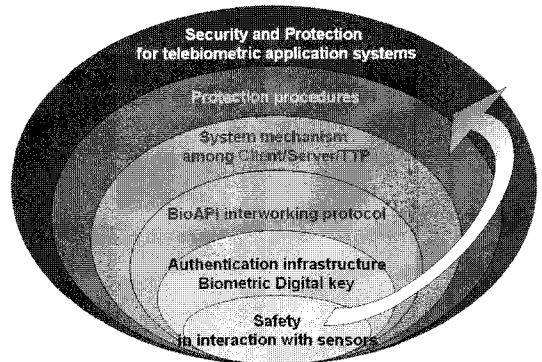 Security and Protection
for telebiometric application systems
Protection procedures
System mechanism
among Client/Server/TTP
BioAPI interworking protocol
Authentication infrastructure
Biometric Digital key
Safety
in interaction with sensors